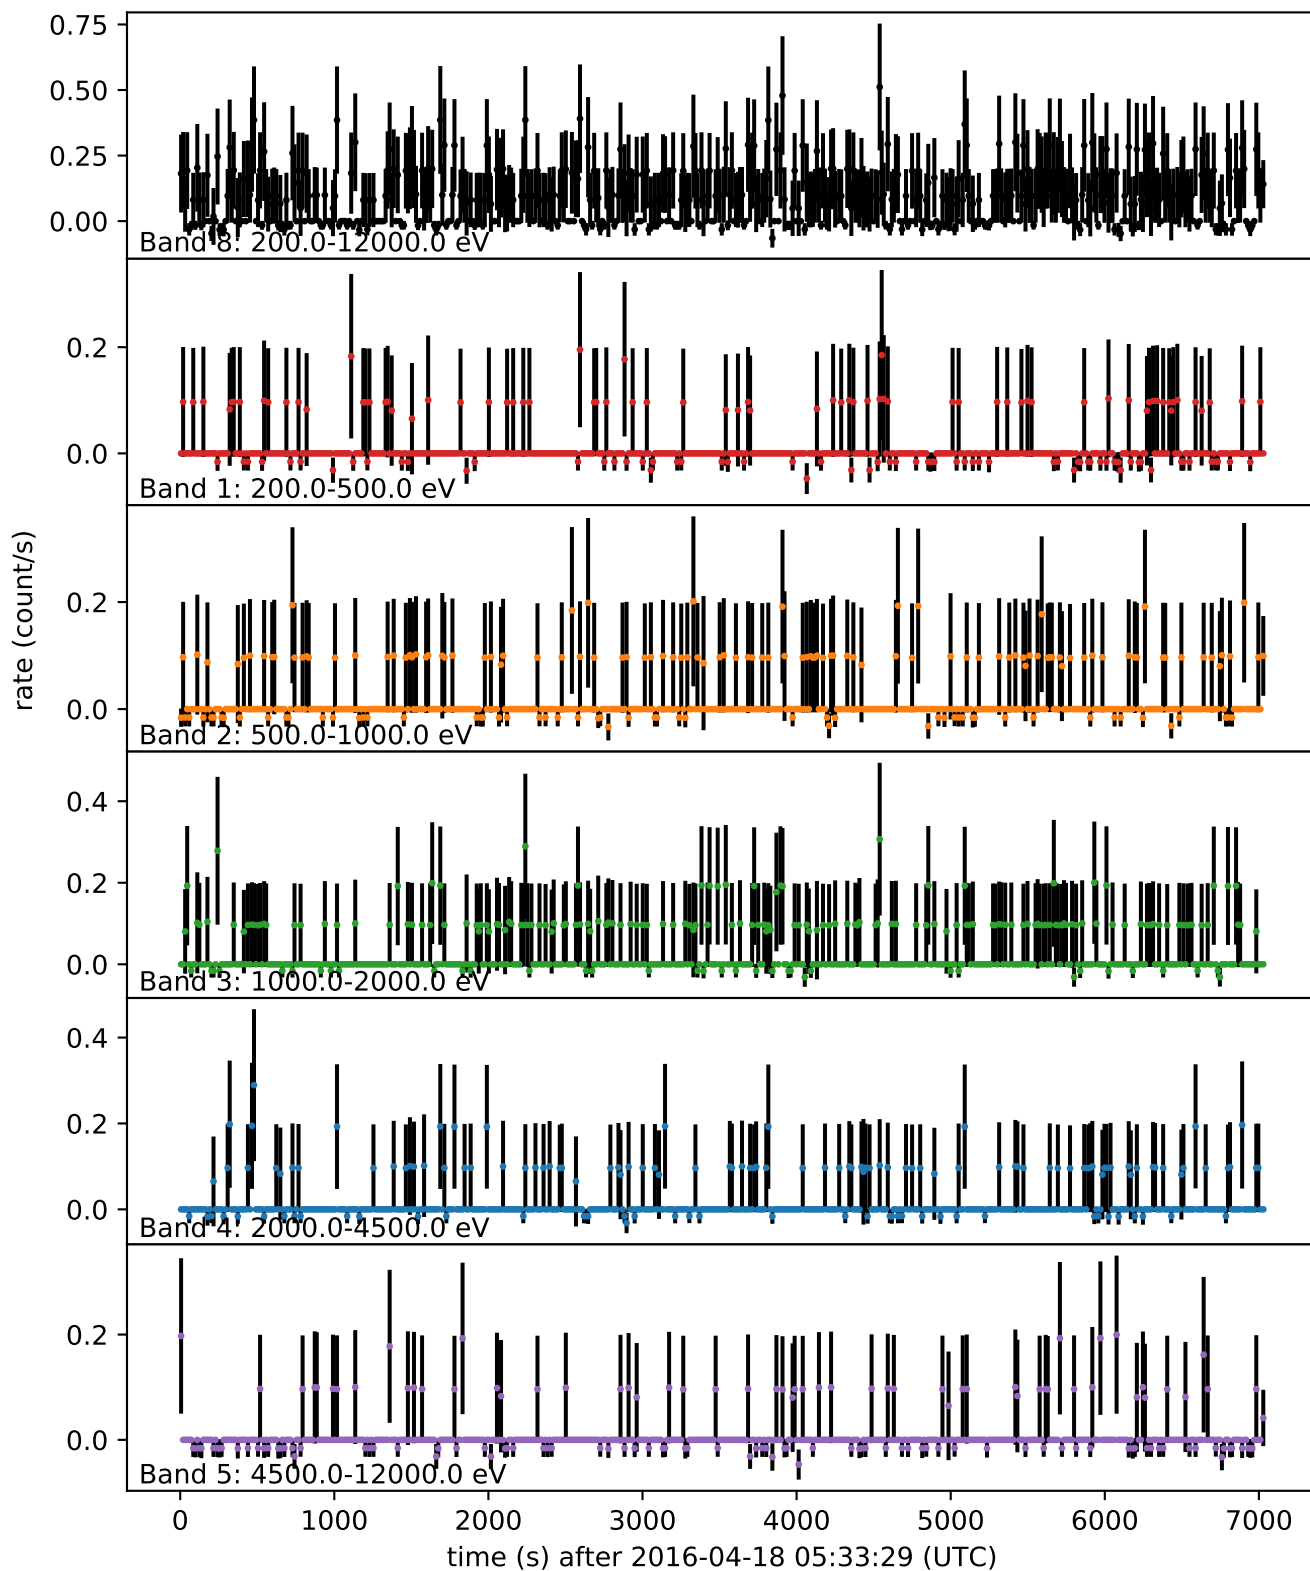 0.75
0.50
0.25
0.00
Band 8: 200.0-12000.0 eV
0.2
0.0
Band 1: 200.0-500.0 eV
rate (count/s)
0.2
0.0
Band 2: 500.0-1000.0 eV
0.4
0.2
0.0
Band 3: 1000.0-2000.0 eV
0.4
0.2
0.0
Band 4: 2000.0-4500.0 eV
0.2
0.0
Band 5: 4500.0-12000.0 eV
0 1000 2000 3000 4000 5000 6000 7000
time (s) after 2016-04-18 05:33:29 (UTC)